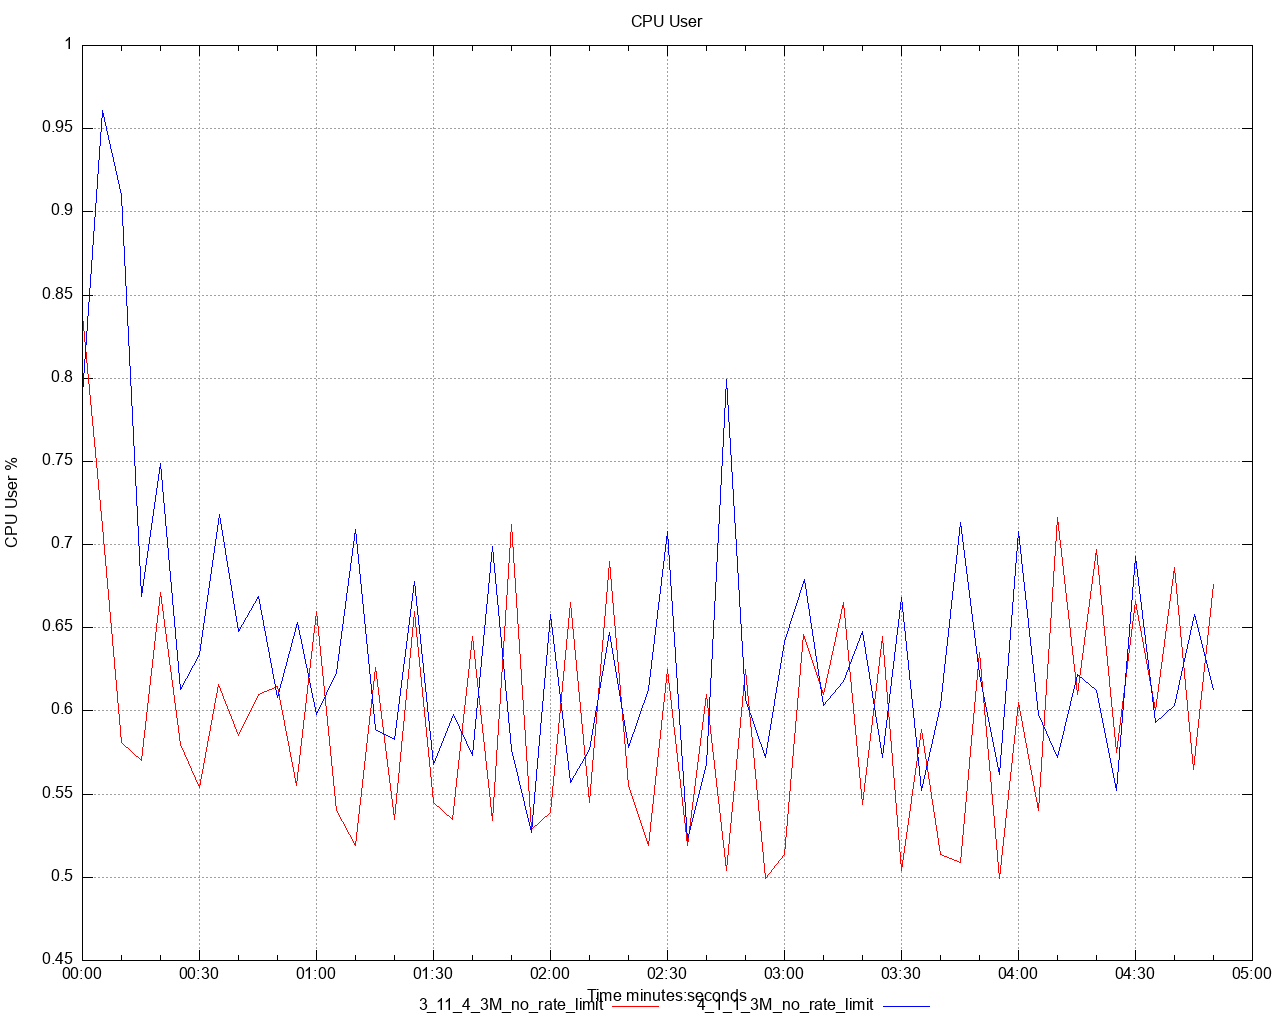 CPU User
1
0.95
0.9
0.85
0.8
0.75
0.7
0.65
0.6
0.55
0.5
0.45
CPU User %
00:00 00:30 01:00 01:30 02:00 02:30 03:00 03:30 04:00 04:30 05:00
Time minutes:seconds
3_11_4_3M_no_rate_limit 4_1_1_3M_no_rate_limit